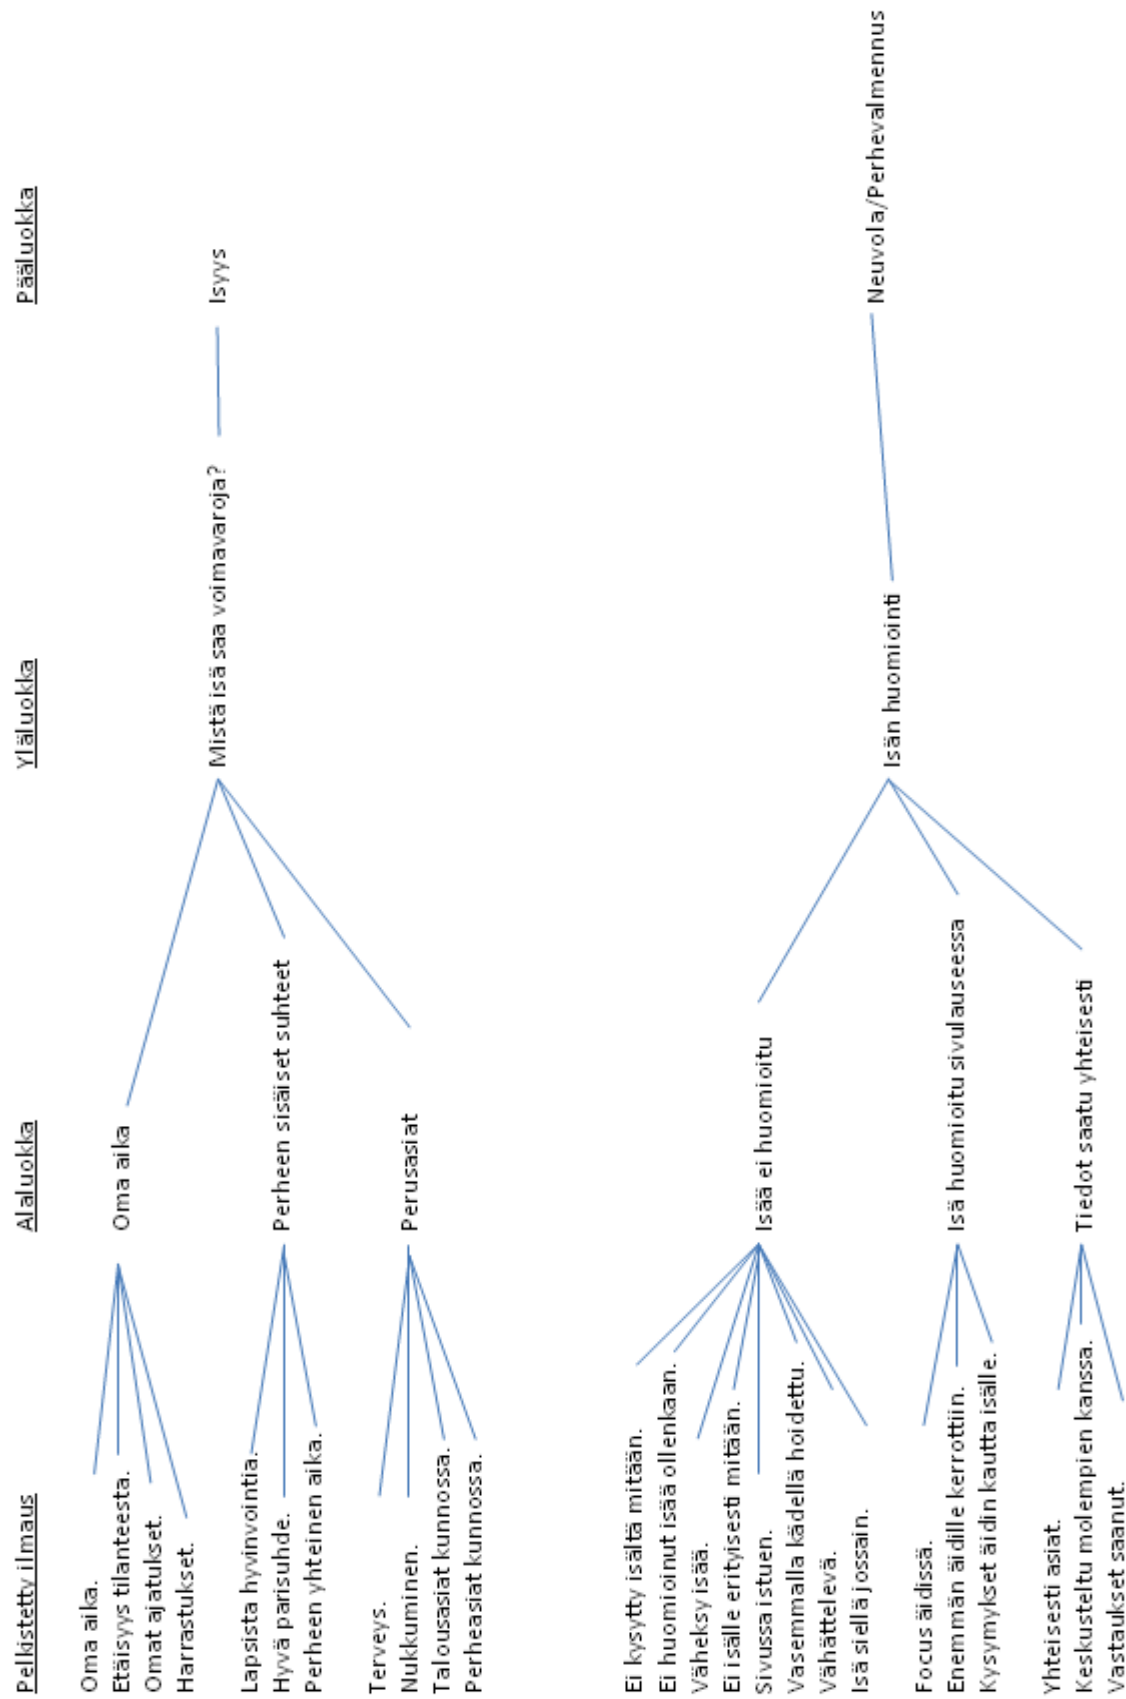 Pelkistetty ilmaus
Alaluokka
Yläluokka
Pääluokka
Oma aika.
Etäisyys tilanteesta.
Omat ajatukset.
Harrastukset.
Oma aika
Lapsista hyvinvointia.
Hyvä parisuhde.
Perheen yhteinen aika.
Perheen sisäiset suhteet
Terveys.
Nukkuminen.
Talousasiat kunnossa.
Perheasiat kunnossa.
Perusasiat
Mistä isä saa voimavaroja?
Isyys
Ei kysytty isältä mitään.
Ei huomioinut isää ollenkaan.
Väheksy isää.
Ei isälle erityisesti mitään.
Sivussa istuen.
Vasemmalla kädellä hoidettu.
Vähättelevä.
Isä siellä jossain.
Isää ei huomioitu
Focus äidissä.
Enemmän äidille kerrottiin.
Kysymykset äidin kautta isälle.
Isä huomioitu sivulauseessa
Yhteisesti asiat.
Keskusteltu molempien kanssa.
Vastaukset saanut.
Tiedot saatu yhteisesti
Isän huomiointi
Neuvola/Perhevalmennus